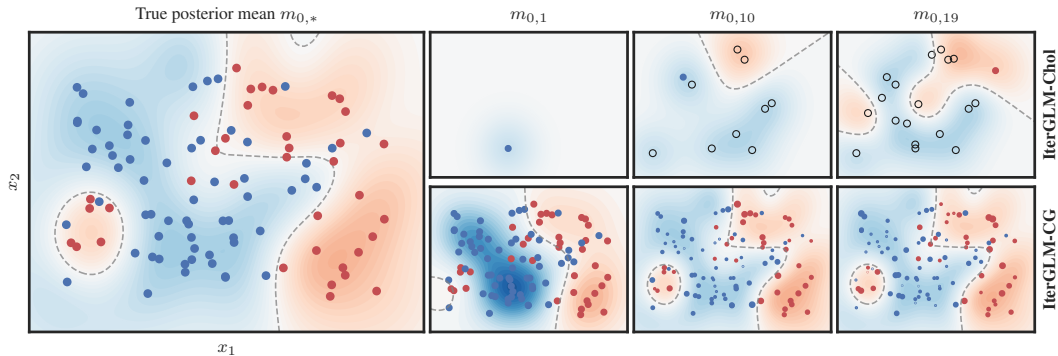 True posterior mean m₀,∗
m₀,₁
m₀,₁₀
m₀,₁₉
IterGLM-Chol
x₂
IterGLM-CG
x₁